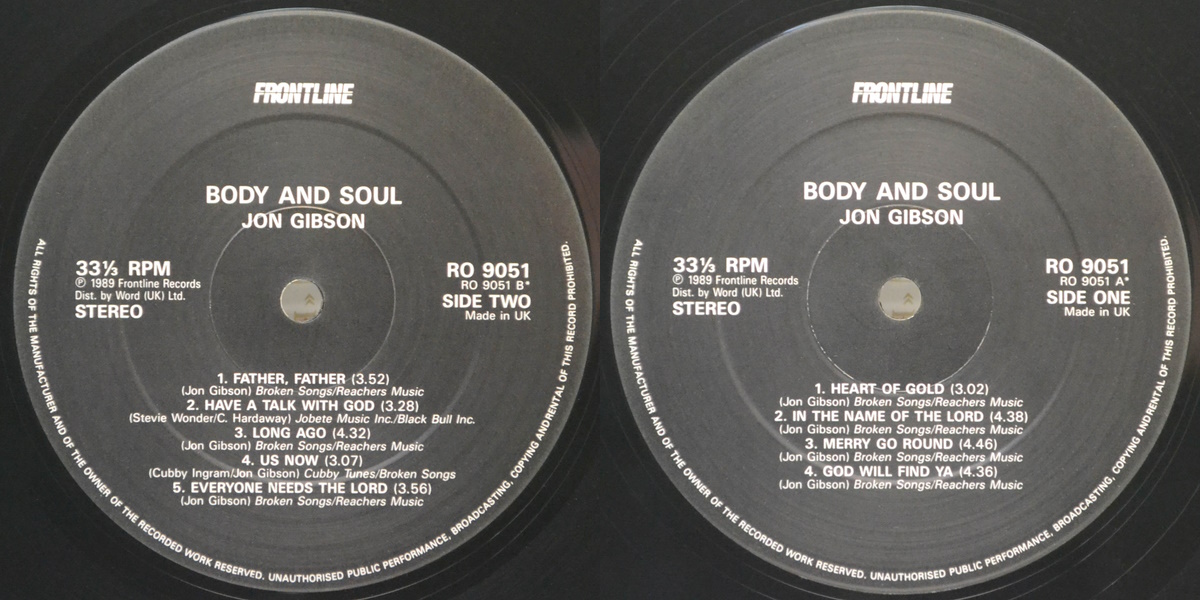 FRONTLINE
BODY AND SOUL
JON GIBSON
33⅓ RPM
℗ 1989 Frontline Records
Dist. by Word (UK) Ltd.
STEREO
RO 9051
RO 9051 B*
SIDE TWO
Made in UK
1. FATHER, FATHER (3.52)
(Jon Gibson) Broken Songs/Reachers Music
2. HAVE A TALK WITH GOD (3.28)
(Stevie Wonder/C. Hardaway) Jobete Music Inc./Black Bull Inc.
3. LONG AGO (4.32)
(Jon Gibson) Broken Songs/Reachers Music
4. US NOW (3.07)
(Cubby Ingram/Jon Gibson) Cubby Tunes/Broken Songs
5. EVERYONE NEEDS THE LORD (3.56)
(Jon Gibson) Broken Songs/Reachers Music
ALL RIGHTS OF THE MANUFACTURER AND OF THE OWNER OF THE RECORDED WORK RESERVED. UNAUTHORISED PUBLIC PERFORMANCE, BROADCASTING, COPYING AND RENTAL OF THIS RECORD PROHIBITED.
FRONTLINE
BODY AND SOUL
JON GIBSON
33⅓ RPM
℗ 1989 Frontline Records
Dist. by Word (UK) Ltd.
STEREO
RO 9051
RO 9051 A*
SIDE ONE
Made in UK
1. HEART OF GOLD (3.02)
(Jon Gibson) Broken Songs/Reachers Music
2. IN THE NAME OF THE LORD (4.38)
(Jon Gibson) Broken Songs/Reachers Music
3. MERRY GO ROUND (4.46)
(Jon Gibson) Broken Songs/Reachers Music
4. GOD WILL FIND YA (4.36)
(Jon Gibson) Broken Songs/Reachers Music
ALL RIGHTS OF THE MANUFACTURER AND OF THE OWNER OF THE RECORDED WORK RESERVED. UNAUTHORISED PUBLIC PERFORMANCE, BROADCASTING, COPYING AND RENTAL OF THIS RECORD PROHIBITED.